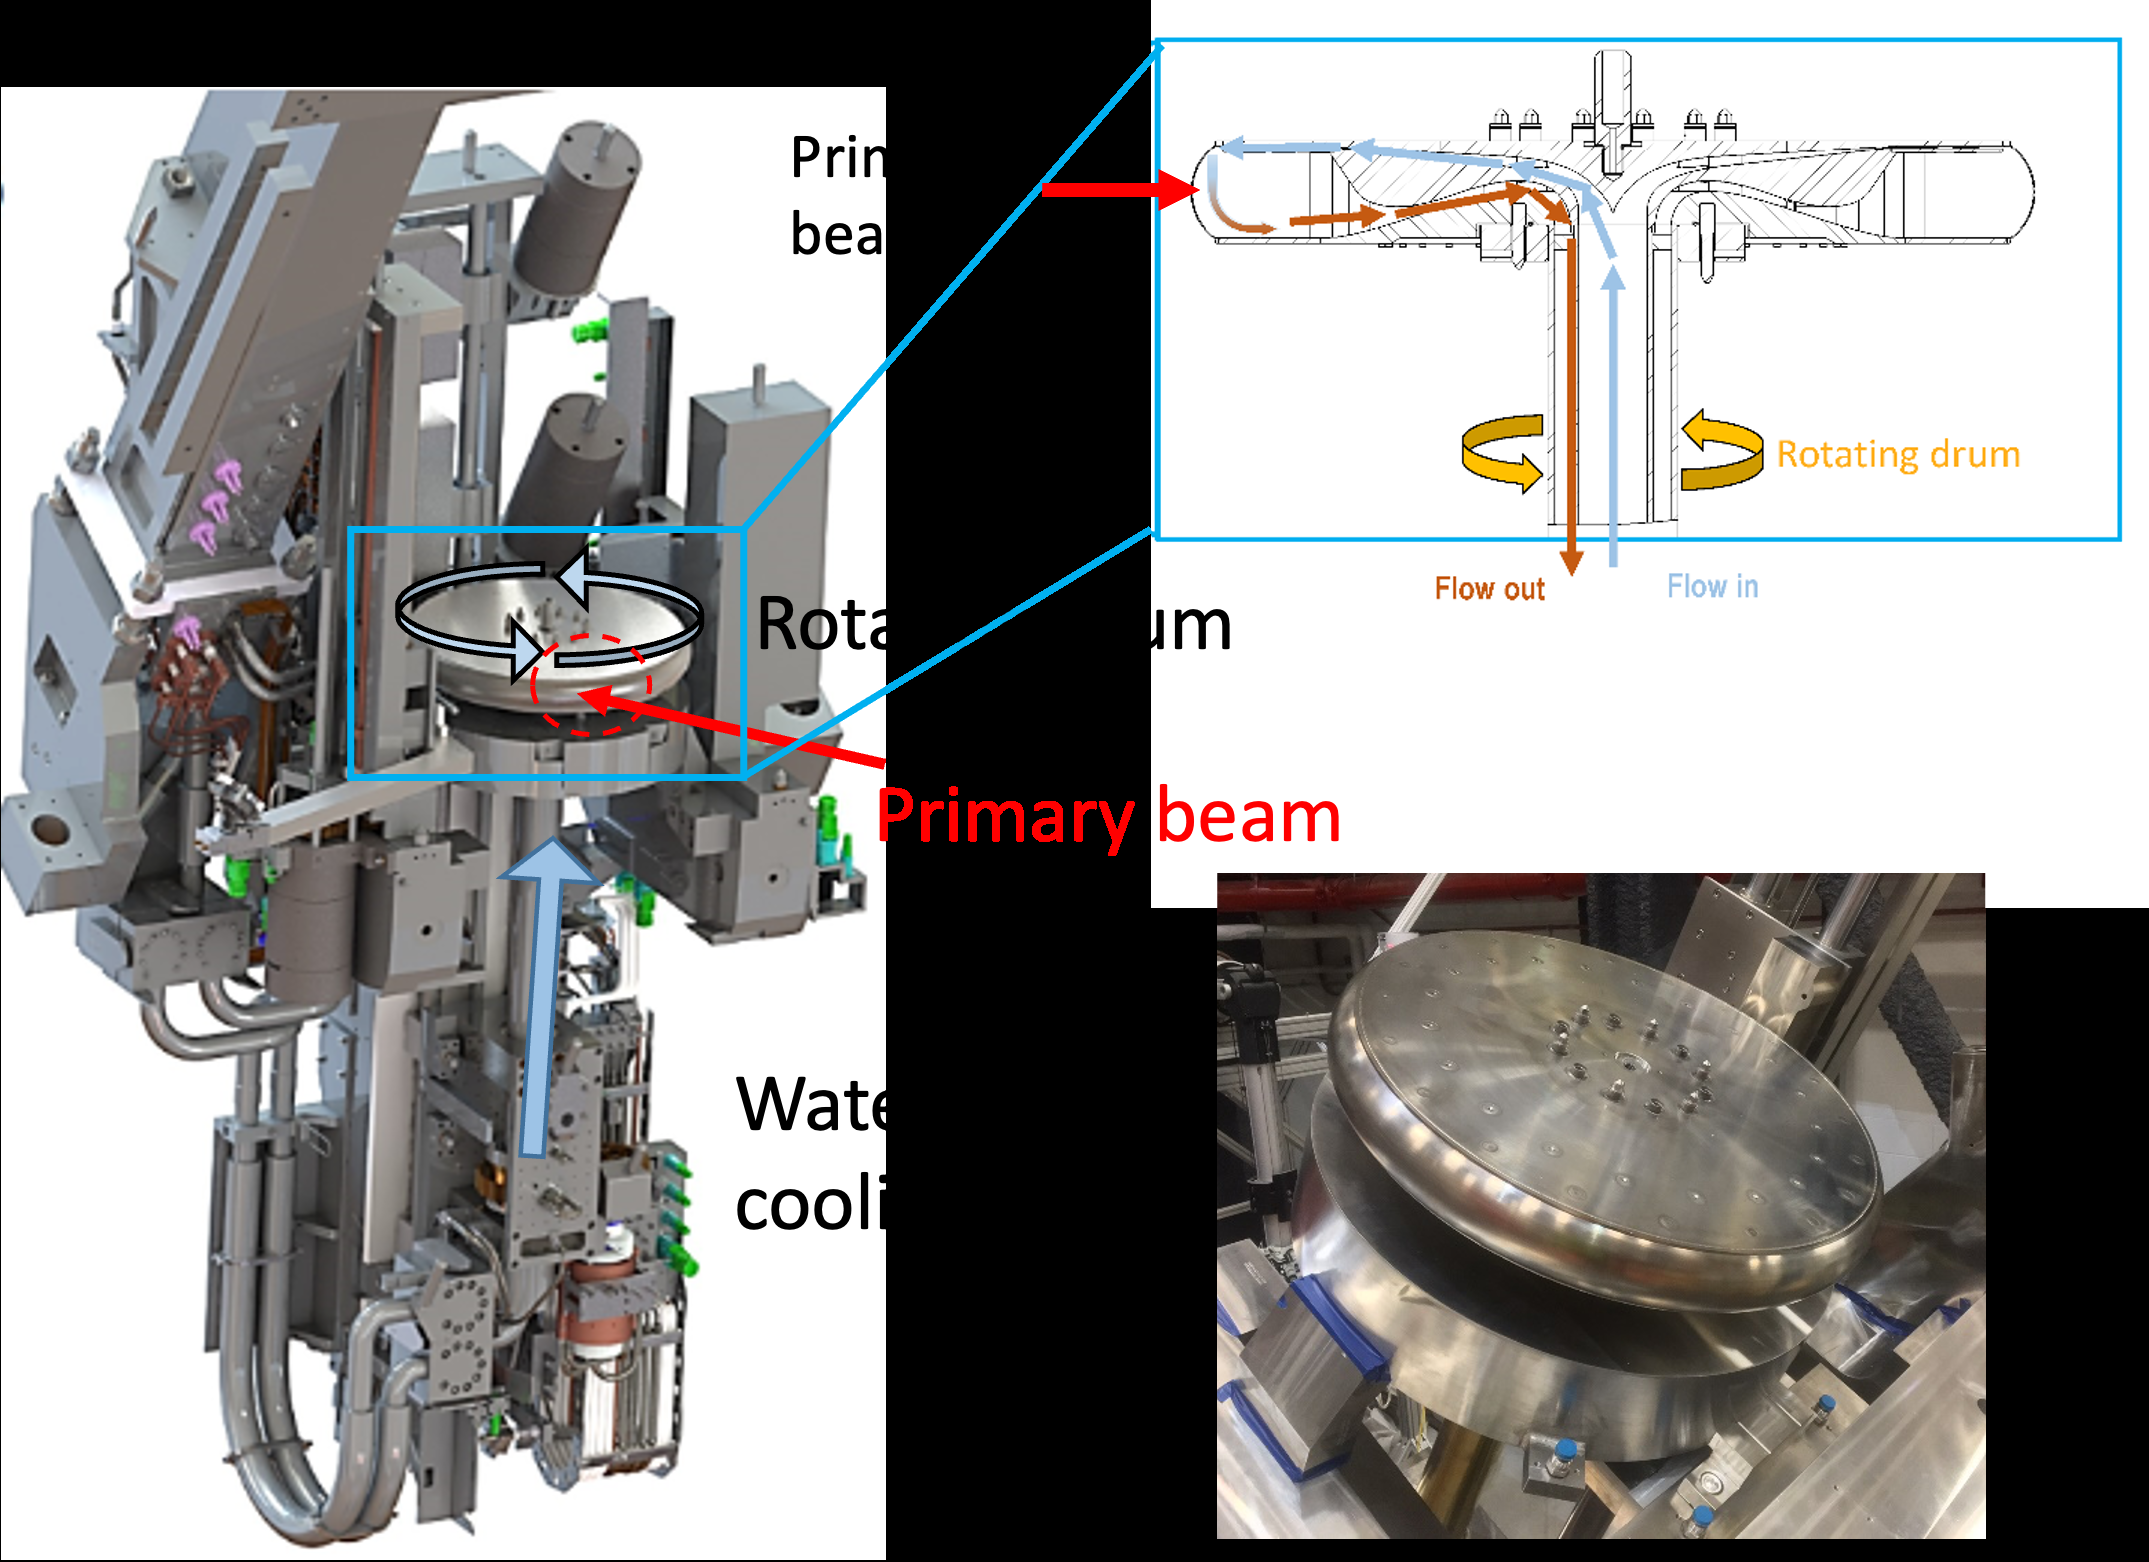 Prin
bea
Rotating drum
Flow out
Flow in
Rota um
Primary beam
Wate
cooli